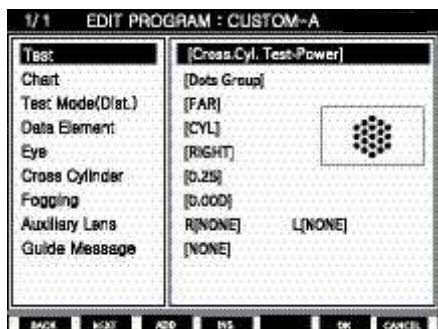 1/1 EDIT PROGRAM : CUSTOM-A
Test [Cross.Cyl. Test-Power]
Chart [Dots Group]
Test Mode(Dist.) [FAR]
Data Element [CYL]
Eye [RIGHT]
Cross Cylinder [0.25]
Fogging [0.00D]
Auxiliary Lens R[NONE] L[NONE]
Guide Message [NONE]
BACK NEXT ADD INS OK CANCEL